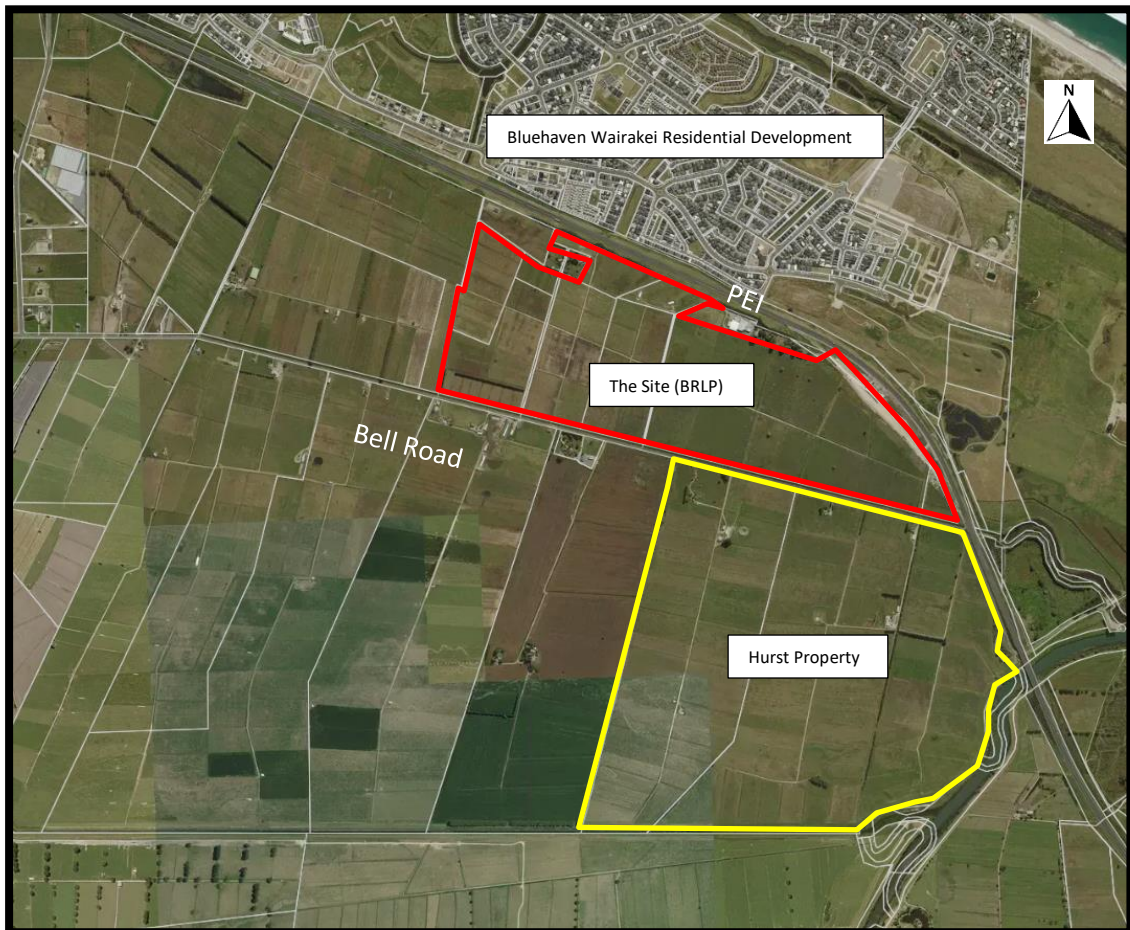 N
Bluehaven Wairakei Residential Development
PEI
The Site (BRLP)
Bell Road
Hurst Property